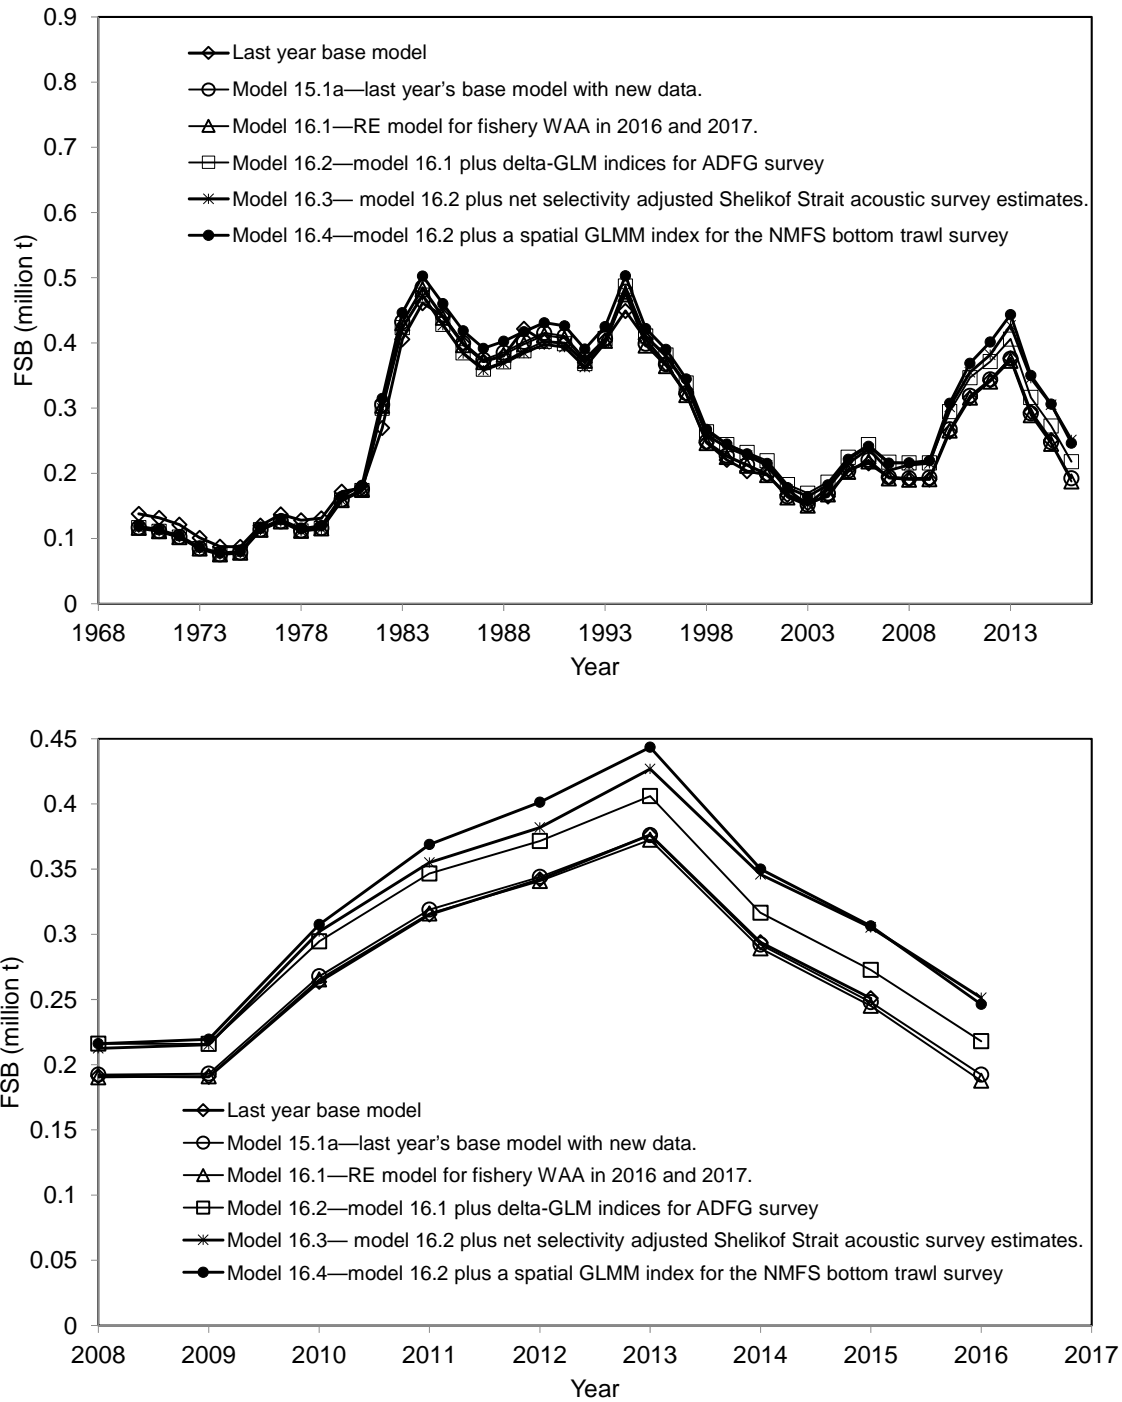 0.9
0.8
0.7
0.6
0.5
0.4
0.3
0.2
0.1
0
FSB (million t)
Last year base model
Model 15.1a—last year’s base model with new data.
Model 16.1—RE model for fishery WAA in 2016 and 2017.
Model 16.2—model 16.1 plus delta-GLM indices for ADFG survey
Model 16.3— model 16.2 plus net selectivity adjusted Shelikof Strait acoustic survey estimates.
Model 16.4—model 16.2 plus a spatial GLMM index for the NMFS bottom trawl survey
1968 1973 1978 1983 1988 1993 1998 2003 2008 2013
Year
0.45
0.4
0.35
0.3
0.25
0.2
0.15
0.1
0.05
0
FSB (million t)
Last year base model
Model 15.1a—last year’s base model with new data.
Model 16.1—RE model for fishery WAA in 2016 and 2017.
Model 16.2—model 16.1 plus delta-GLM indices for ADFG survey
Model 16.3— model 16.2 plus net selectivity adjusted Shelikof Strait acoustic survey estimates.
Model 16.4—model 16.2 plus a spatial GLMM index for the NMFS bottom trawl survey
2008 2009 2010 2011 2012 2013 2014 2015 2016 2017
Year